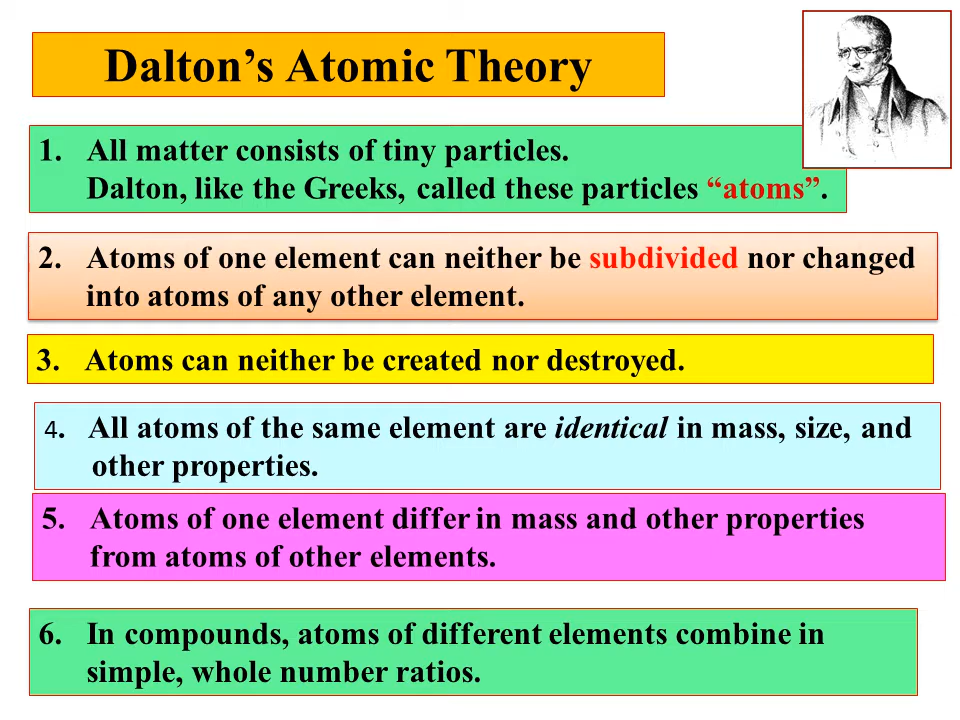 Dalton’s Atomic Theory
1. All matter consists of tiny particles.
Dalton, like the Greeks, called these particles “atoms”.
2. Atoms of one element can neither be subdivided nor changed
into atoms of any other element.
3. Atoms can neither be created nor destroyed.
4. All atoms of the same element are identical in mass, size, and
other properties.
5. Atoms of one element differ in mass and other properties
from atoms of other elements.
6. In compounds, atoms of different elements combine in
simple, whole number ratios.